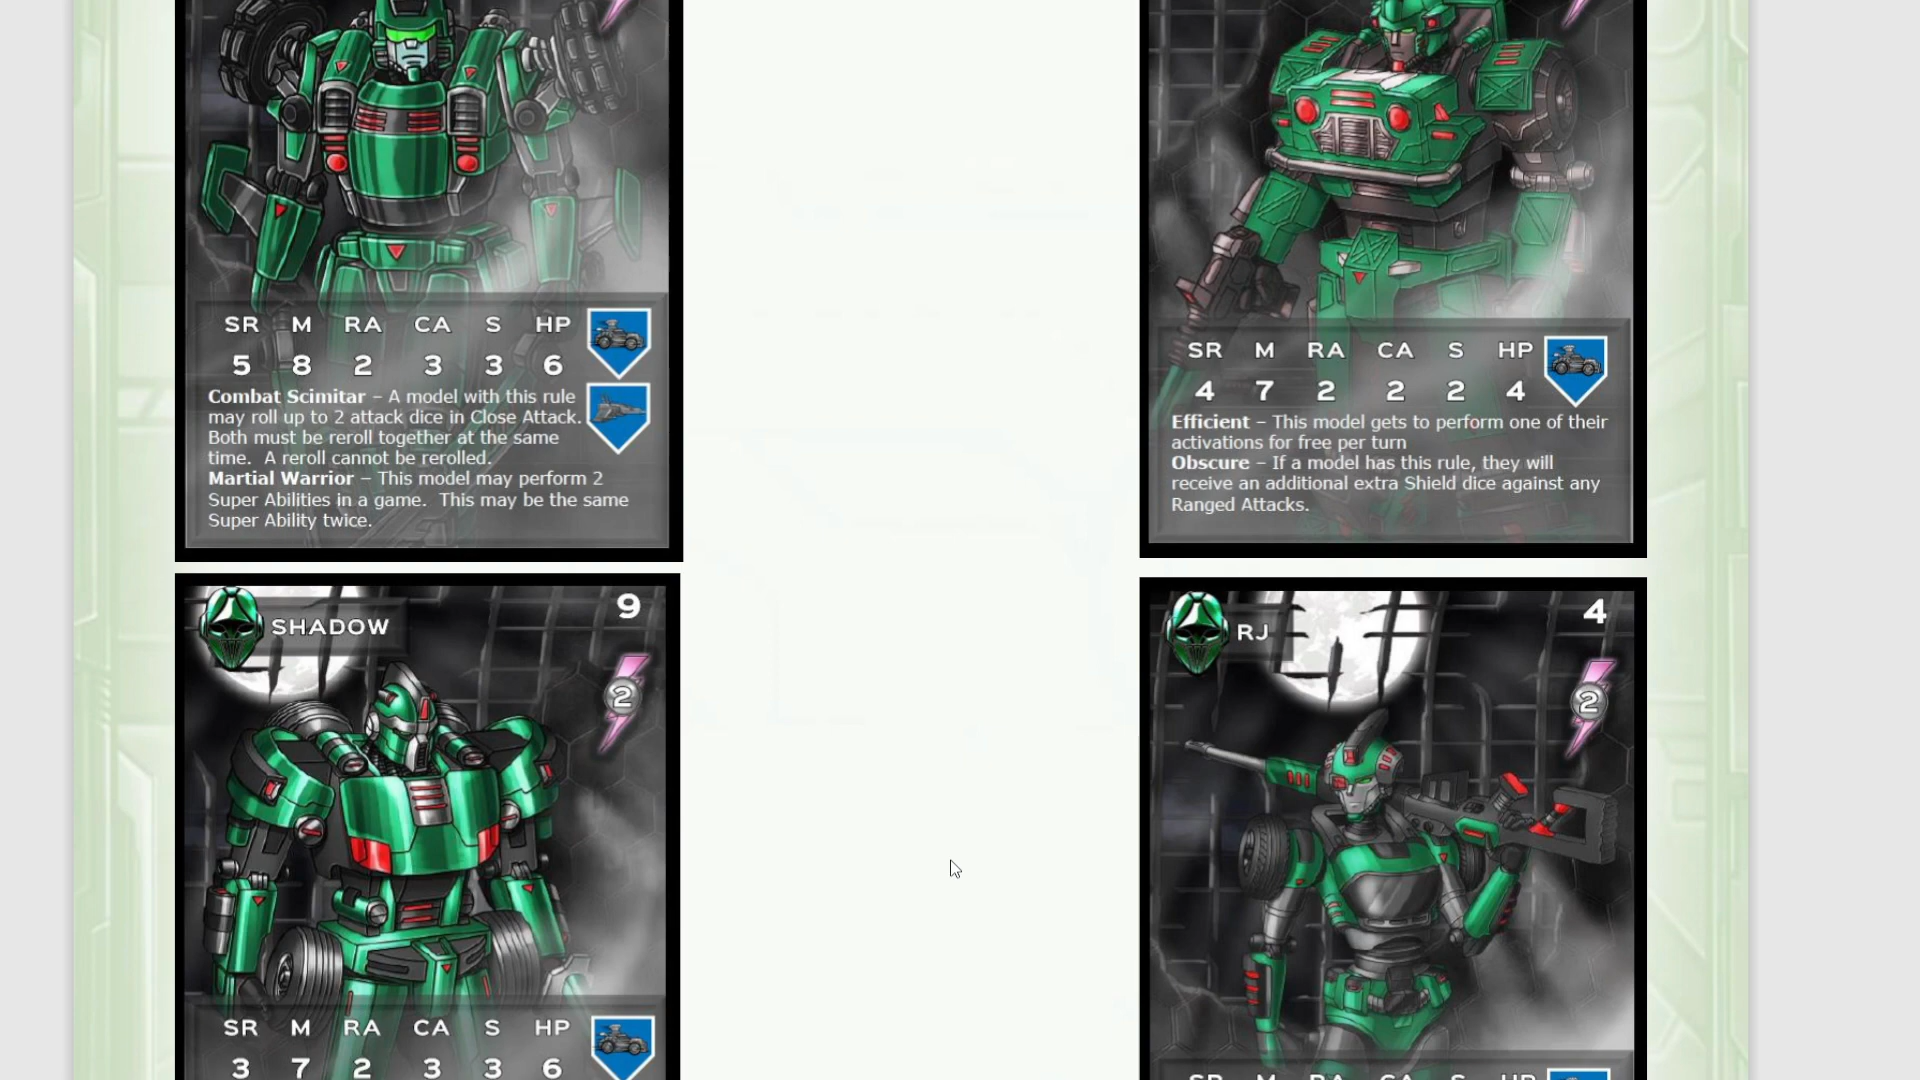 SR M RA CA S HP
5 8 2 3 3 6
Combat Scimitar – A model with this rule
may roll up to 2 attack dice in Close Attack.
Both must be reroll together at the same
time. A reroll cannot be rerolled.
Martial Warrior – This model may perform 2
Super Abilities in a game. This may be the same
Super Ability twice.
SR M RA CA S HP
4 7 2 2 2 4
Efficient – This model gets to perform one of their
activations for free per turn
Obscure – If a model has this rule, they will
receive an additional extra Shield dice against any
Ranged Attacks.
SHADOW
9
2
SR M RA CA S HP
3 7 2 3 3 6
RJ
4
2
SR M RA CA S HP